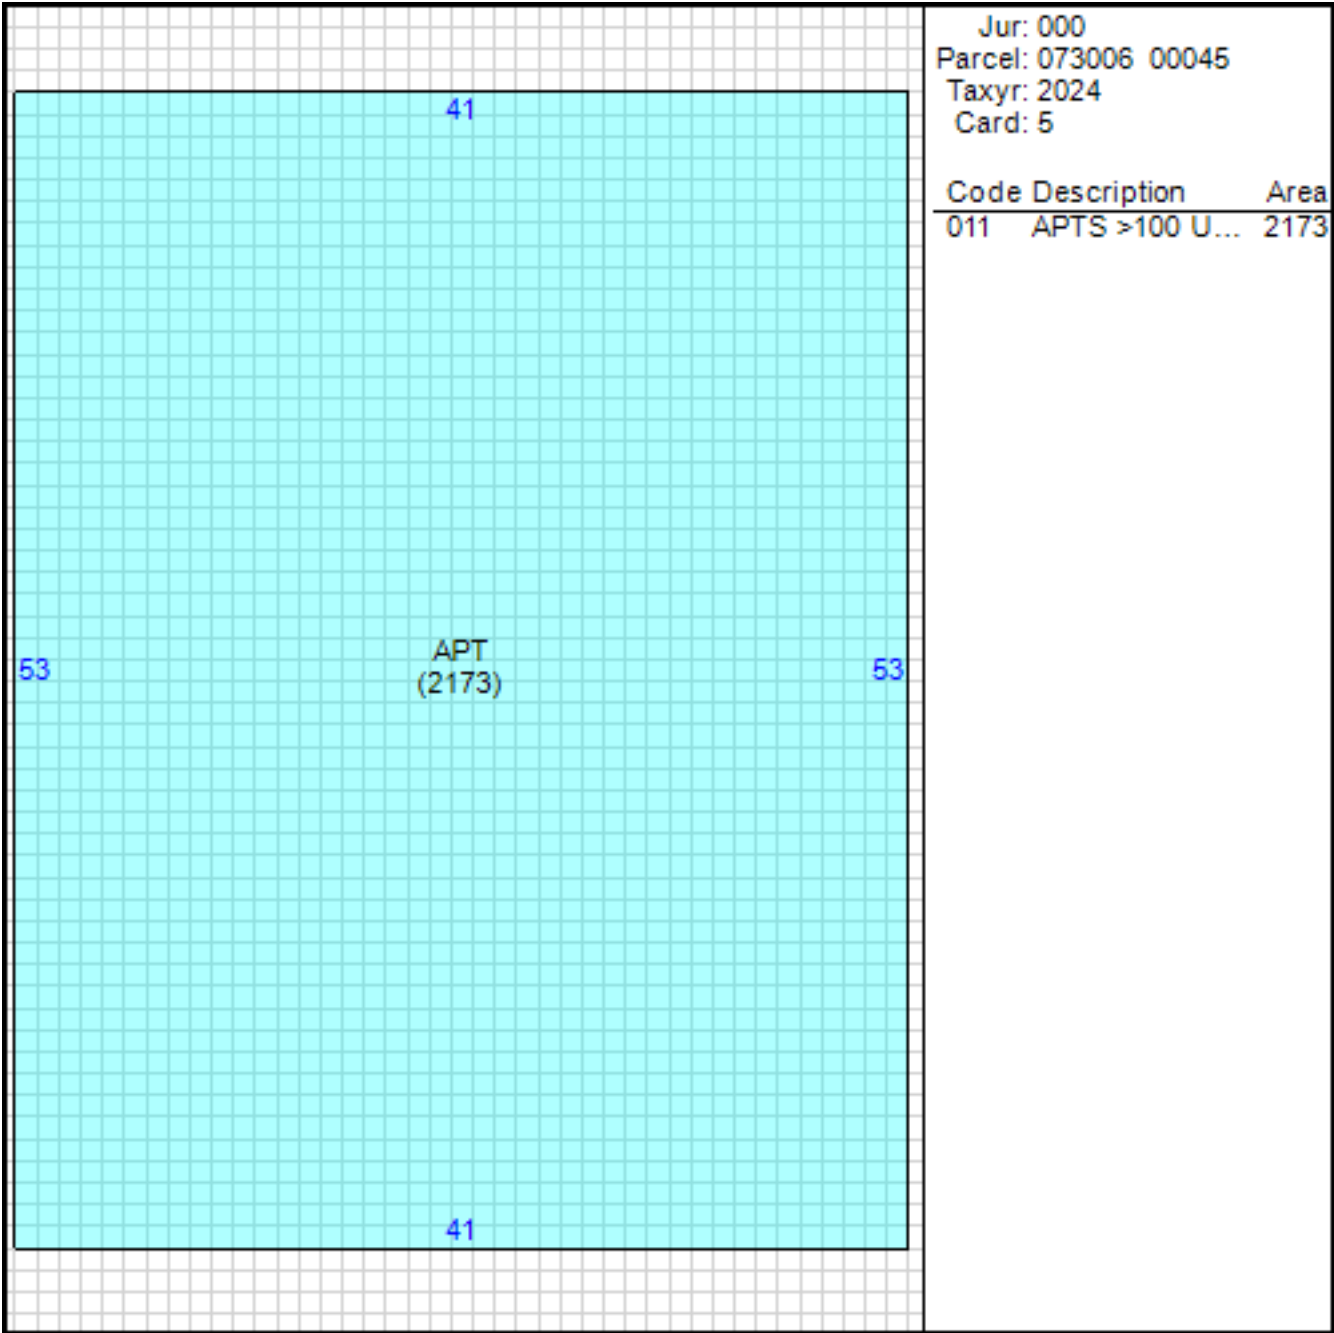 Jur: 000
Parcel: 073006 00045
Taxyr: 2024
Card: 5
Code Description Area
011 APTS >100 U... 2173
41
53
APT
(2173)
53
41